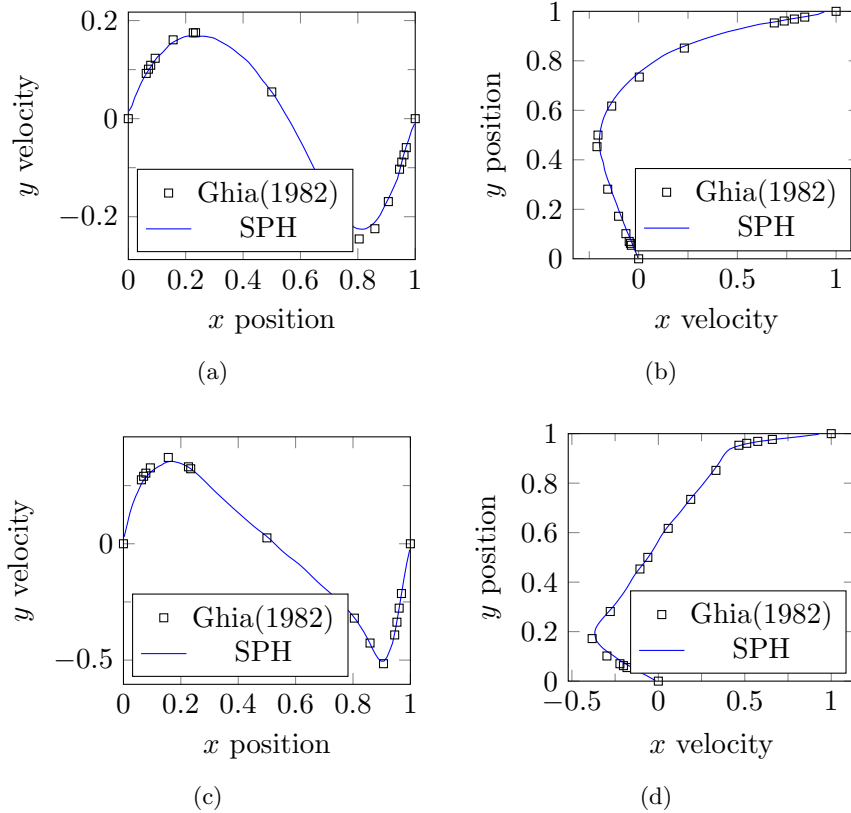 0.2
0
−0.2
y velocity
Ghia(1982)
SPH
0 0.2 0.4 0.6 0.8 1
x position
(a)
1
0.8
0.6
0.4
0.2
0
y position
Ghia(1982)
SPH
0 0.5 1
x velocity
(b)
0
−0.5
y velocity
Ghia(1982)
SPH
0 0.2 0.4 0.6 0.8 1
x position
(c)
1
0.8
0.6
0.4
0.2
0
y position
Ghia(1982)
SPH
−0.5 0 0.5 1
x velocity
(d)